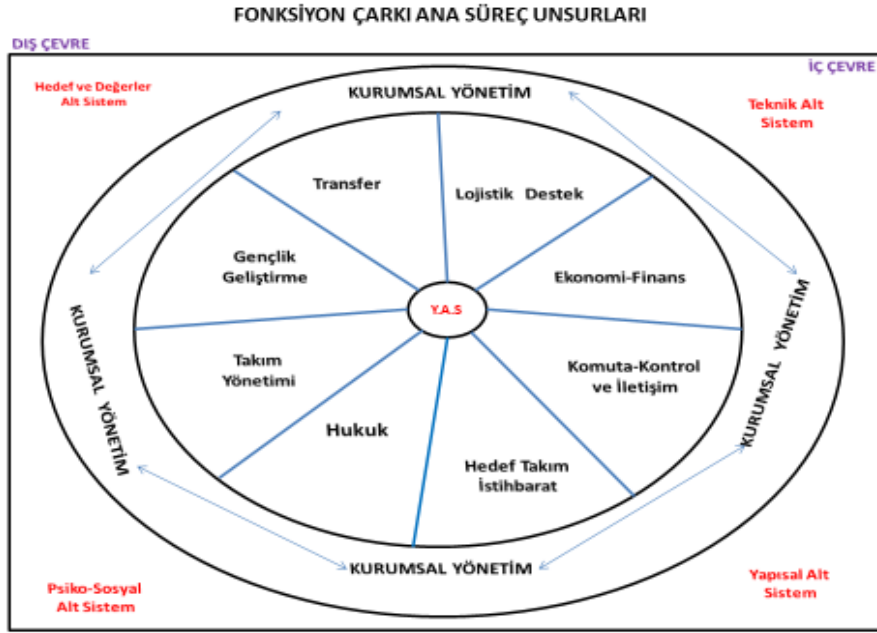 FONKSİYON ÇARKI ANA SÜREÇ UNSURLARI
DIŞ ÇEVRE
İÇ ÇEVRE
Hedef ve Değerler
Alt Sistem
KURUMSAL YÖNETİM
Teknik Alt
Sistem
Transfer
Lojistik Destek
Gençlik
Geliştirme
Ekonomi-Finans
Y.A.S
KURUMSAL YÖNETİM
KURUMSAL YÖNETİM
Takım
Yönetimi
Komuta-Kontrol
ve İletişim
Hukuk
Hedef Takım
İstihbarat
KURUMSAL YÖNETİM
Psiko-Sosyal
Alt Sistem
Yapısal Alt
Sistem